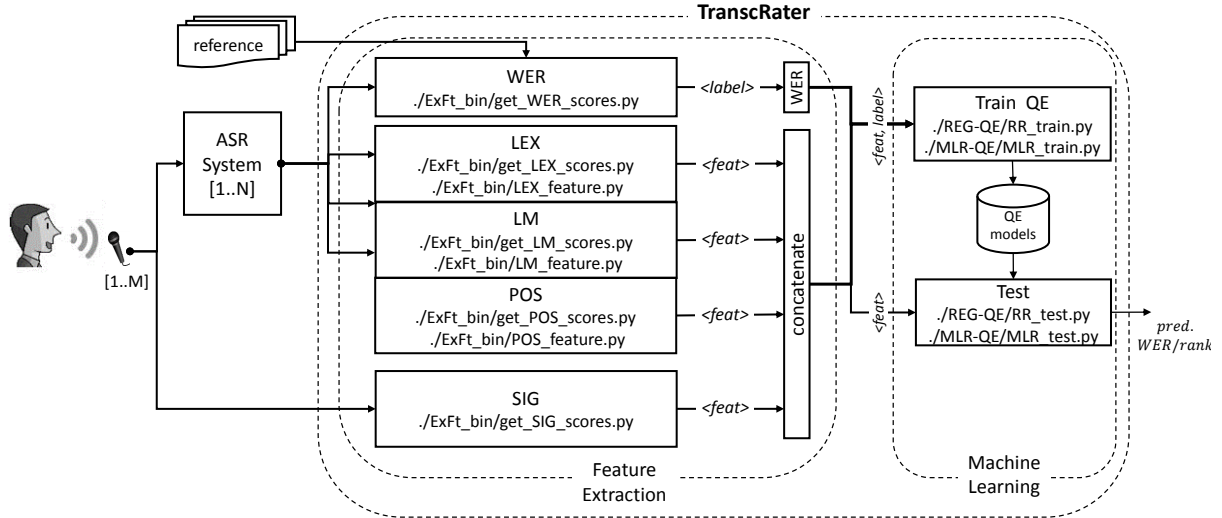 TranscRater
reference
WER
./ExFt_bin/get_WER_scores.py
<label>
WER
ASR
System
[1..N]
LEX
./ExFt_bin/get_LEX_scores.py
./ExFt_bin/LEX_feature.py
<feat>
LM
./ExFt_bin/get_LM_scores.py
./ExFt_bin/LM_feature.py
<feat>
[1..M]
POS
./ExFt_bin/get_POS_scores.py
./ExFt_bin/POS_feature.py
<feat>
SIG
./ExFt_bin/get_SIG_scores.py
<feat>
concatenate
Feature
Extraction
<feat, label>
Train QE
./REG-QE/RR_train.py
./MLR-QE/MLR_train.py
QE
models
<feat>
Test
./REG-QE/RR_test.py
./MLR-QE/MLR_test.py
pred.
WER/rank
Machine
Learning